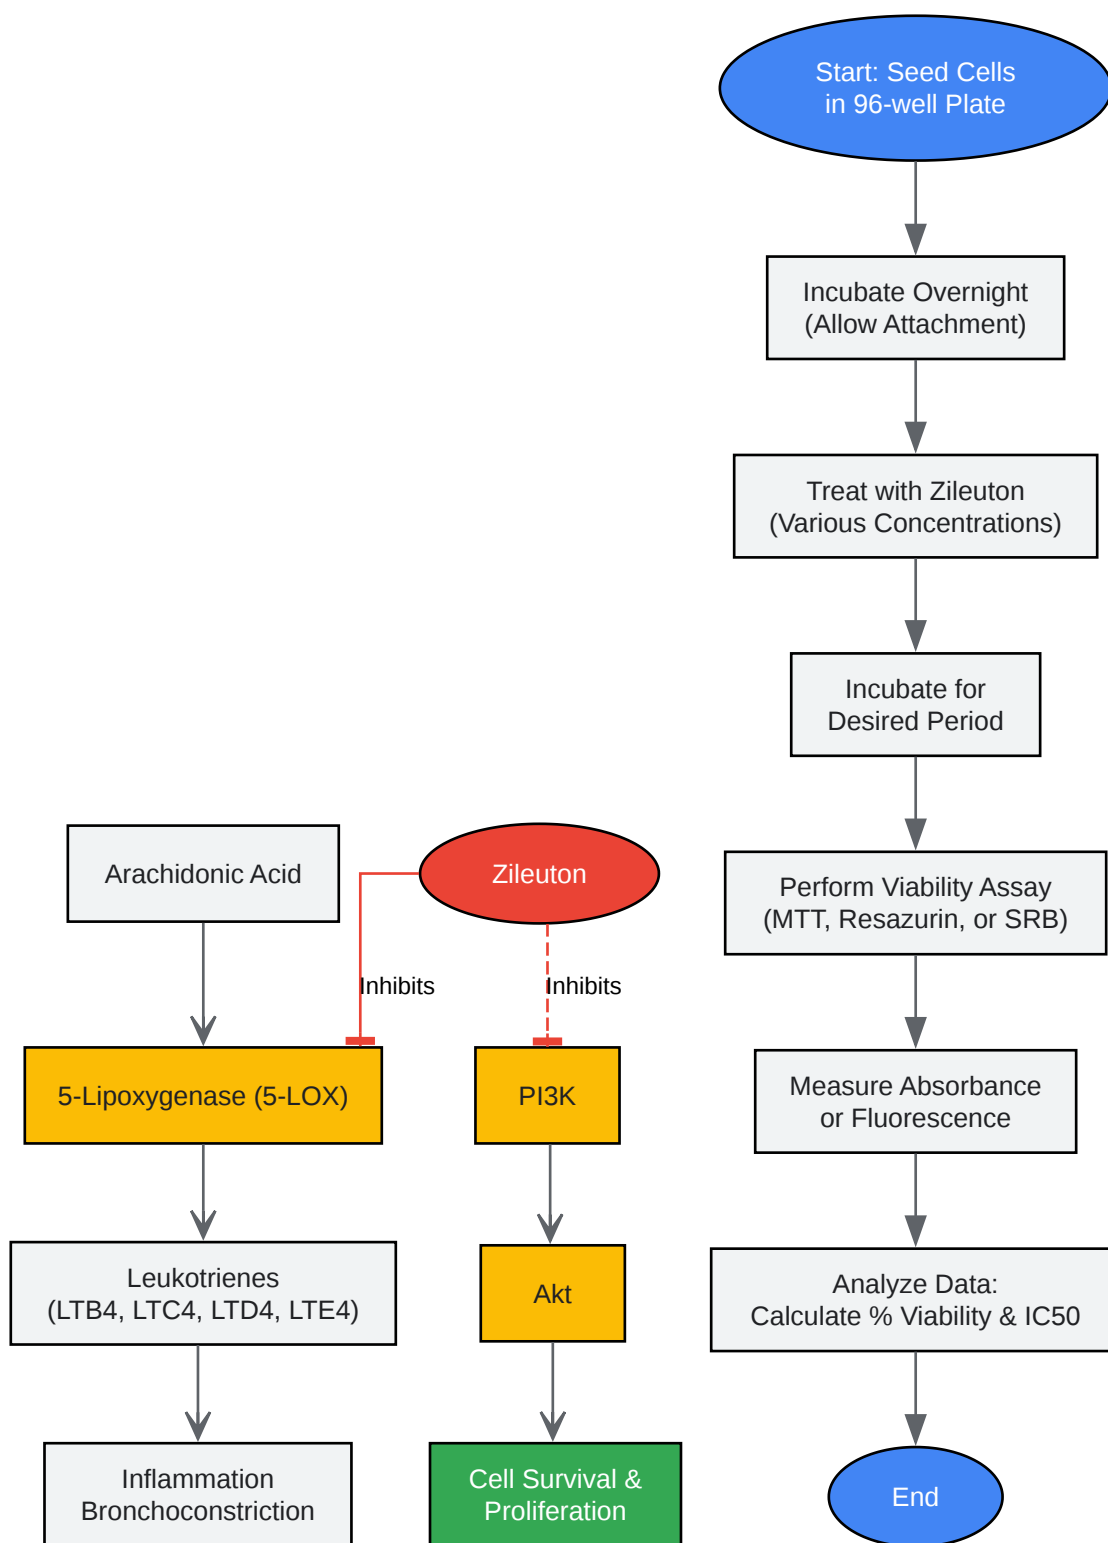 Start: Seed Cells
in 96-well Plate
Incubate Overnight
(Allow Attachment)
Treat with Zileuton
(Various Concentrations)
Incubate for
Desired Period
Perform Viability Assay
(MTT, Resazurin, or SRB)
Measure Absorbance
or Fluorescence
Analyze Data:
Calculate % Viability & IC50
End
Arachidonic Acid
Zileuton
Inhibits
Inhibits
5-Lipoxygenase (5-LOX)
PI3K
Leukotrienes
(LTB4, LTC4, LTD4, LTE4)
Akt
Inflammation
Bronchoconstriction
Cell Survival &
Proliferation